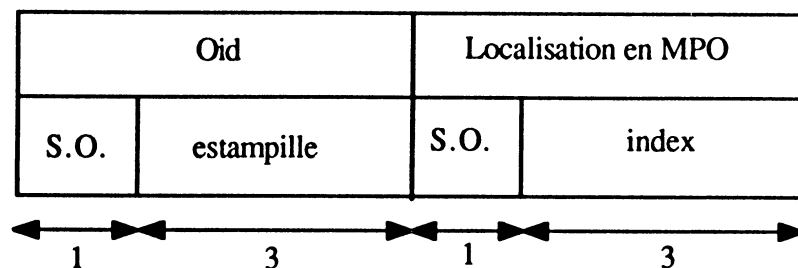 Oid Localisation en MPO
S.O. estampille S.O. index
1 3 1 3